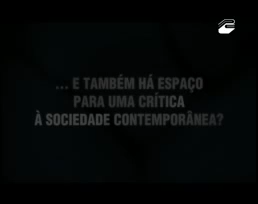 ... E TAMBÉM HÁ ESPAÇO
PARA UMA CRÍTICA
À SOCIEDADE CONTEMPORÂNEA?